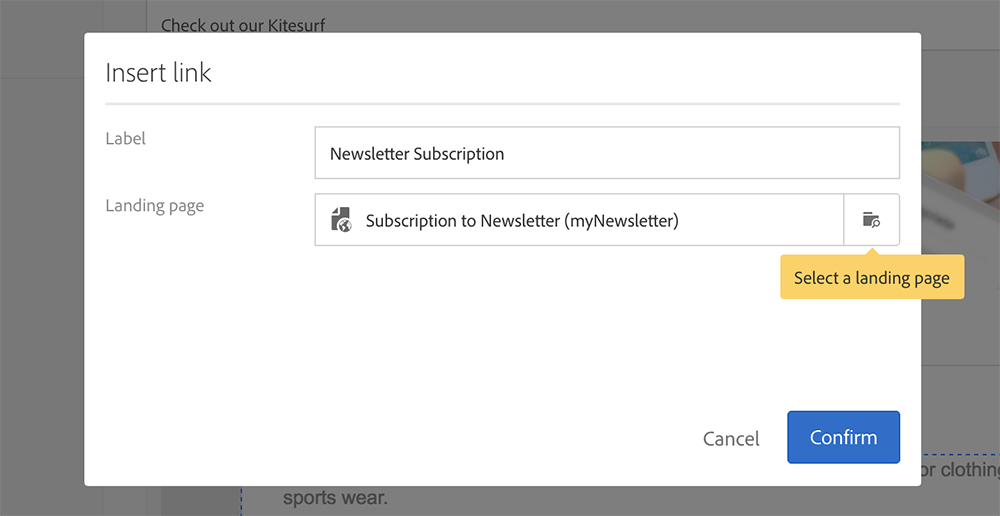 Check out our Kitesurf
Insert link
Label
Newsletter Subscription
Landing page
Subscription to Newsletter (myNewsletter)
Select a landing page
Cancel
Confirm
or clothing
sports wear.